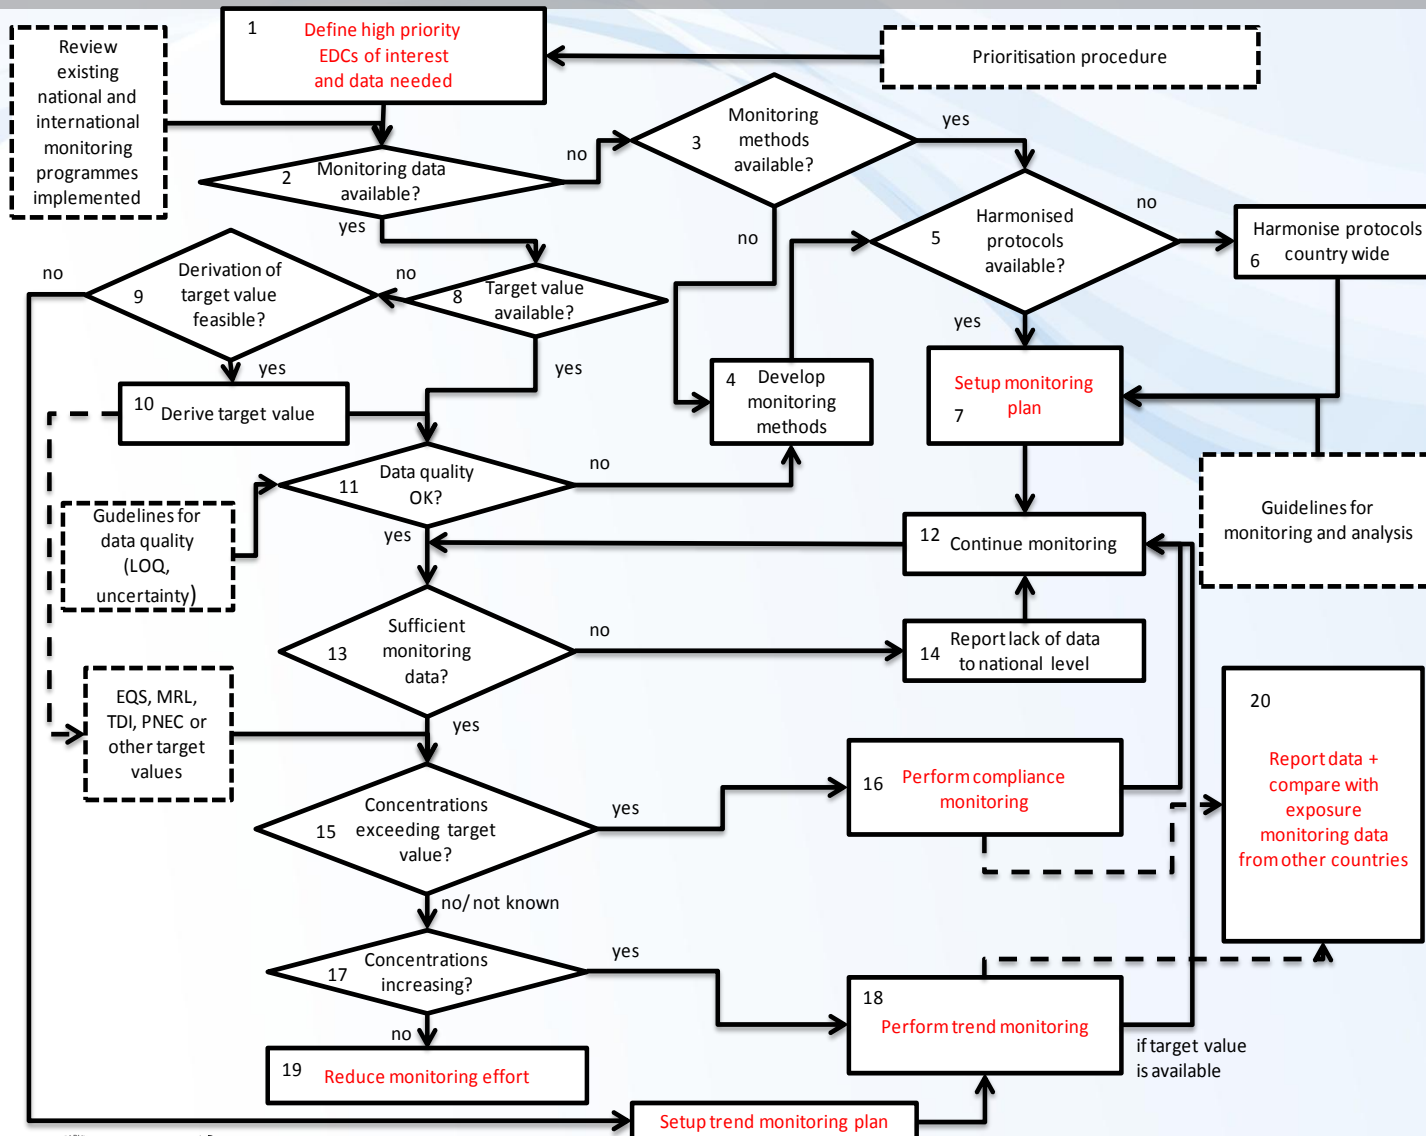 1
Define high priority
EDCs of interest
and data needed
Review
existing
national and
international
monitoring
programmes
implemented
Prioritisation procedure
2
Monitoring data
available?
no
yes
3
Monitoring
methods
available?
yes
no
5
Harmonised
protocols
available?
no
yes
Harmonise protocols
country wide
6
no
9
Derivation of
target value
feasible?
yes
no
8
Target value
available?
yes
10
Derive target value
4
Develop
monitoring
methods
Setup monitoring
plan
7
11
Data quality
OK?
no
yes
Gudelines for
data quality
(LOQ,
uncertainty)
12
Continue monitoring
Guidelines for
monitoring and analysis
13
Sufficient
monitoring
data?
no
yes
14
Report lack of data
to national level
EQS, MRL,
TDI, PNEC or
other target
values
15
Concentrations
exceeding target
value?
yes
no/ not known
16
Perform compliance
monitoring
20
Report data +
compare with
exposure
monitoring data
from other countries
17
Concentrations
increasing?
yes
no
18
Perform trend monitoring
if target value
is available
19
Reduce monitoring effort
Setup trend monitoring plan